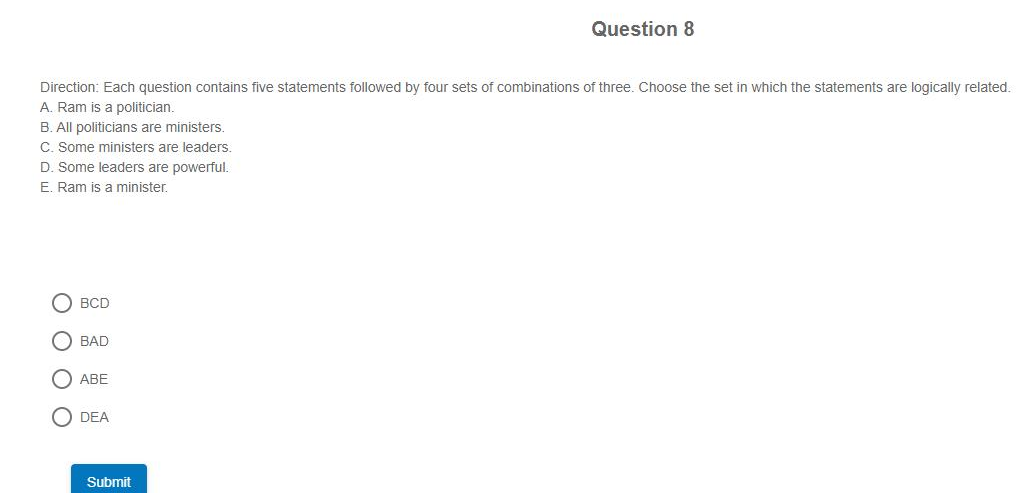 Question 8
Direction: Each question contains five statements followed by four sets of combinations of three. Choose the set in which the statements are logically related.
A. Ram is a politician.
B. All politicians are ministers.
C. Some ministers are leaders.
D. Some leaders are powerful.
E. Ram is a minister.
BCD
BAD
ABE
DEA
Submit